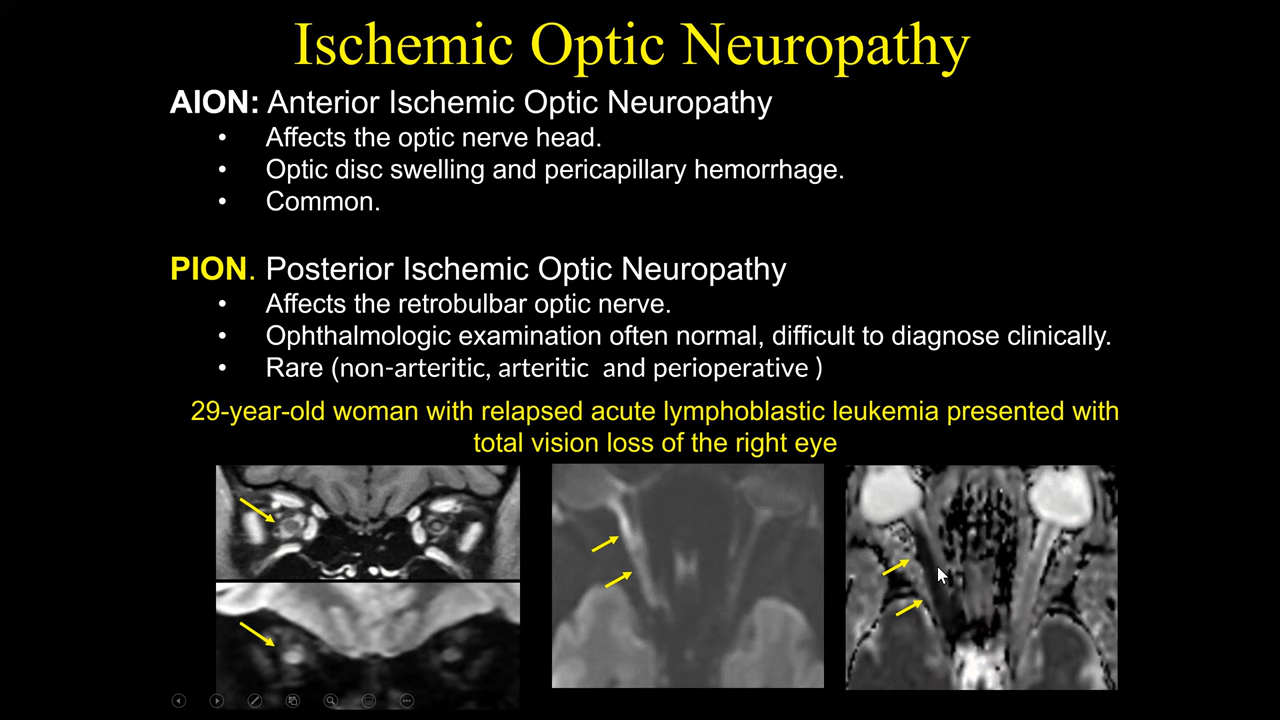 Ischemic Optic Neuropathy
AION: Anterior Ischemic Optic Neuropathy
• Affects the optic nerve head.
• Optic disc swelling and pericapillary hemorrhage.
• Common.
PION. Posterior Ischemic Optic Neuropathy
• Affects the retrobulbar optic nerve.
• Ophthalmologic examination often normal, difficult to diagnose clinically.
• Rare (non-arteritic, arteritic  and perioperative )
29-year-old woman with relapsed acute lymphoblastic leukemia presented with
total vision loss of the right eye